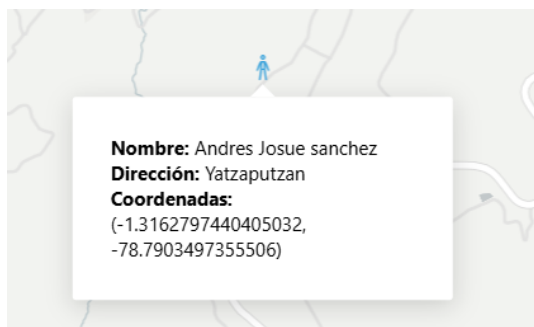 Nombre: Andres Josue sanchez
Dirección: Yatzaputzan
Coordenadas:
(-1.3162797440405032,
-78.7903497355506)